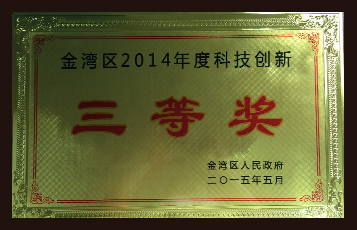 金湾区2014年度科技创新
三等奖
金湾区人民政府
二〇一五年五月